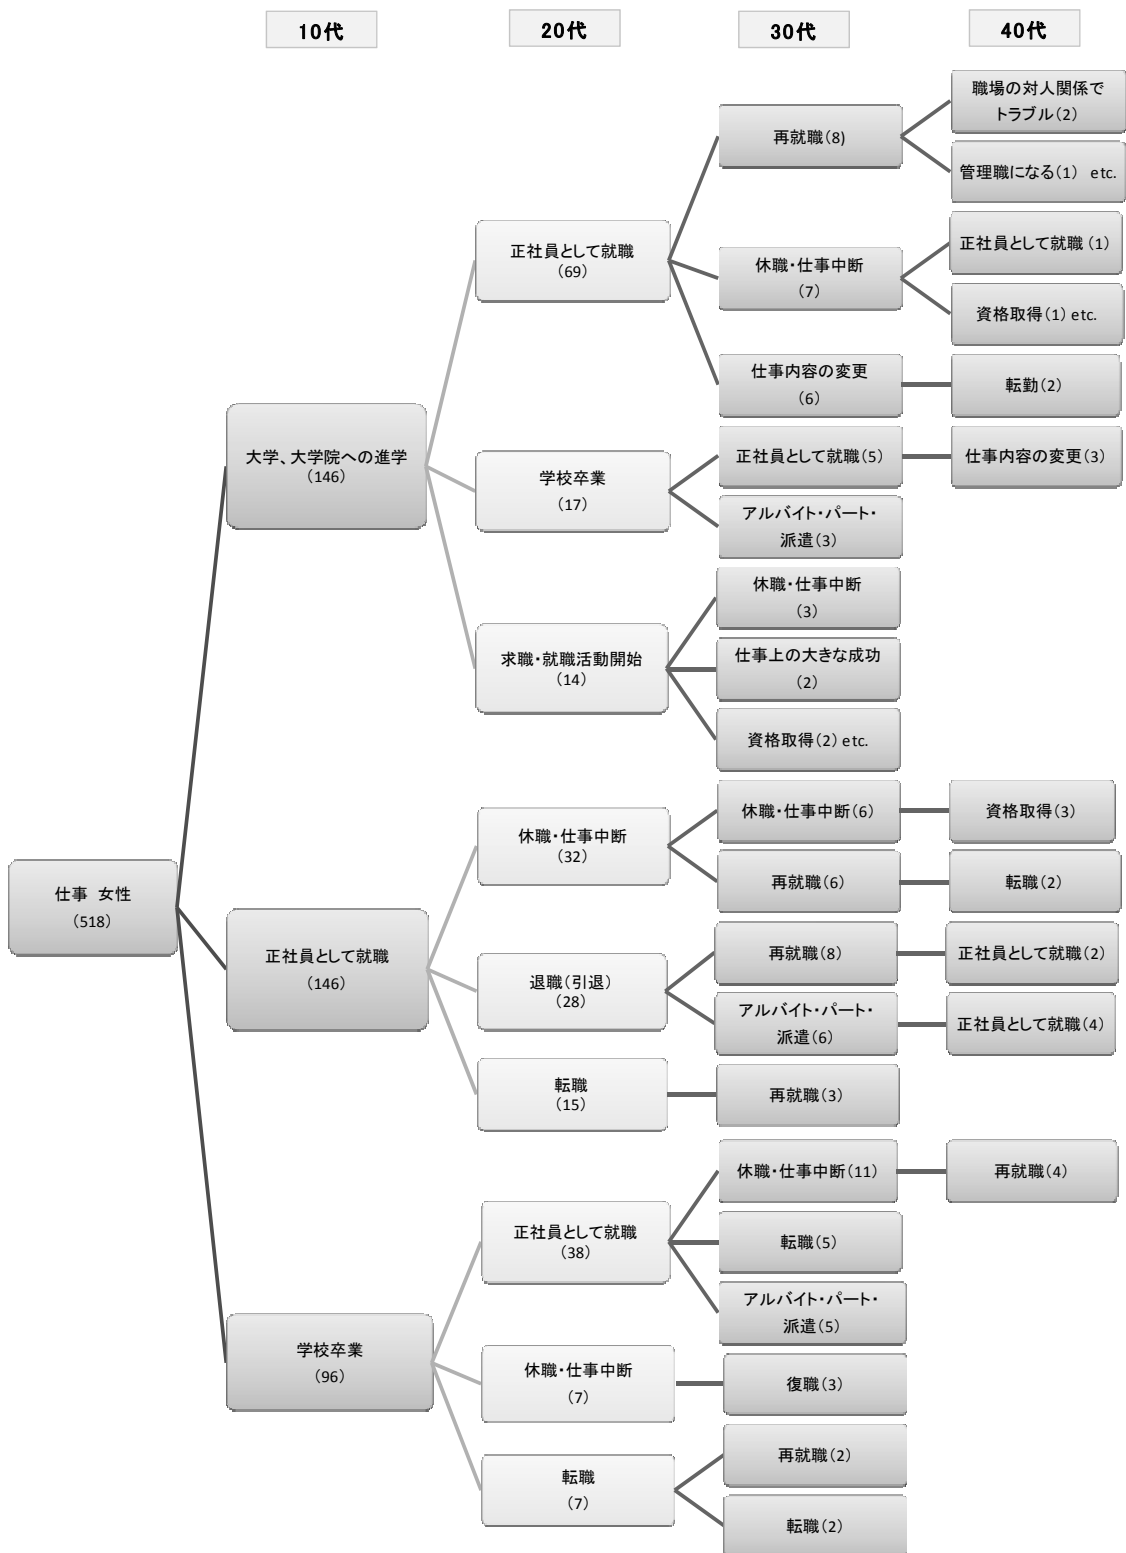 10代
20代
30代
40代
仕事 女性
(518)
大学、大学院への進学
(146)
正社員として就職
(69)
再就職(8)
職場の対人関係で
トラブル(2)
管理職になる(1) etc.
休職・仕事中断
(7)
正社員として就職(1)
資格取得(1) etc.
仕事内容の変更
(6)
転勤(2)
学校卒業
(17)
正社員として就職(5)
仕事内容の変更(3)
アルバイト・パート・
派遣(3)
求職・就職活動開始
(14)
休職・仕事中断
(3)
仕事上の大きな成功
(2)
資格取得(2) etc.
正社員として就職
(146)
休職・仕事中断
(32)
休職・仕事中断(6)
資格取得(3)
再就職(6)
転職(2)
退職(引退)
(28)
再就職(8)
正社員として就職(2)
アルバイト・パート・
派遣(6)
正社員として就職(4)
転職
(15)
再就職(3)
学校卒業
(96)
正社員として就職
(38)
休職・仕事中断(11)
再就職(4)
転職(5)
アルバイト・パート・
派遣(5)
休職・仕事中断
(7)
復職(3)
転職
(7)
再就職(2)
転職(2)